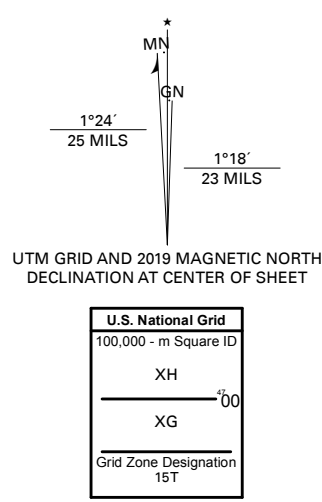 ★
MN
GN
1°24´
25 MILS
1°18´
23 MILS
UTM GRID AND 2019 MAGNETIC NORTH
DECLINATION AT CENTER OF SHEET
U.S. National Grid
100,000 - m Square ID
XH
47 00
XG
Grid Zone Designation
15T